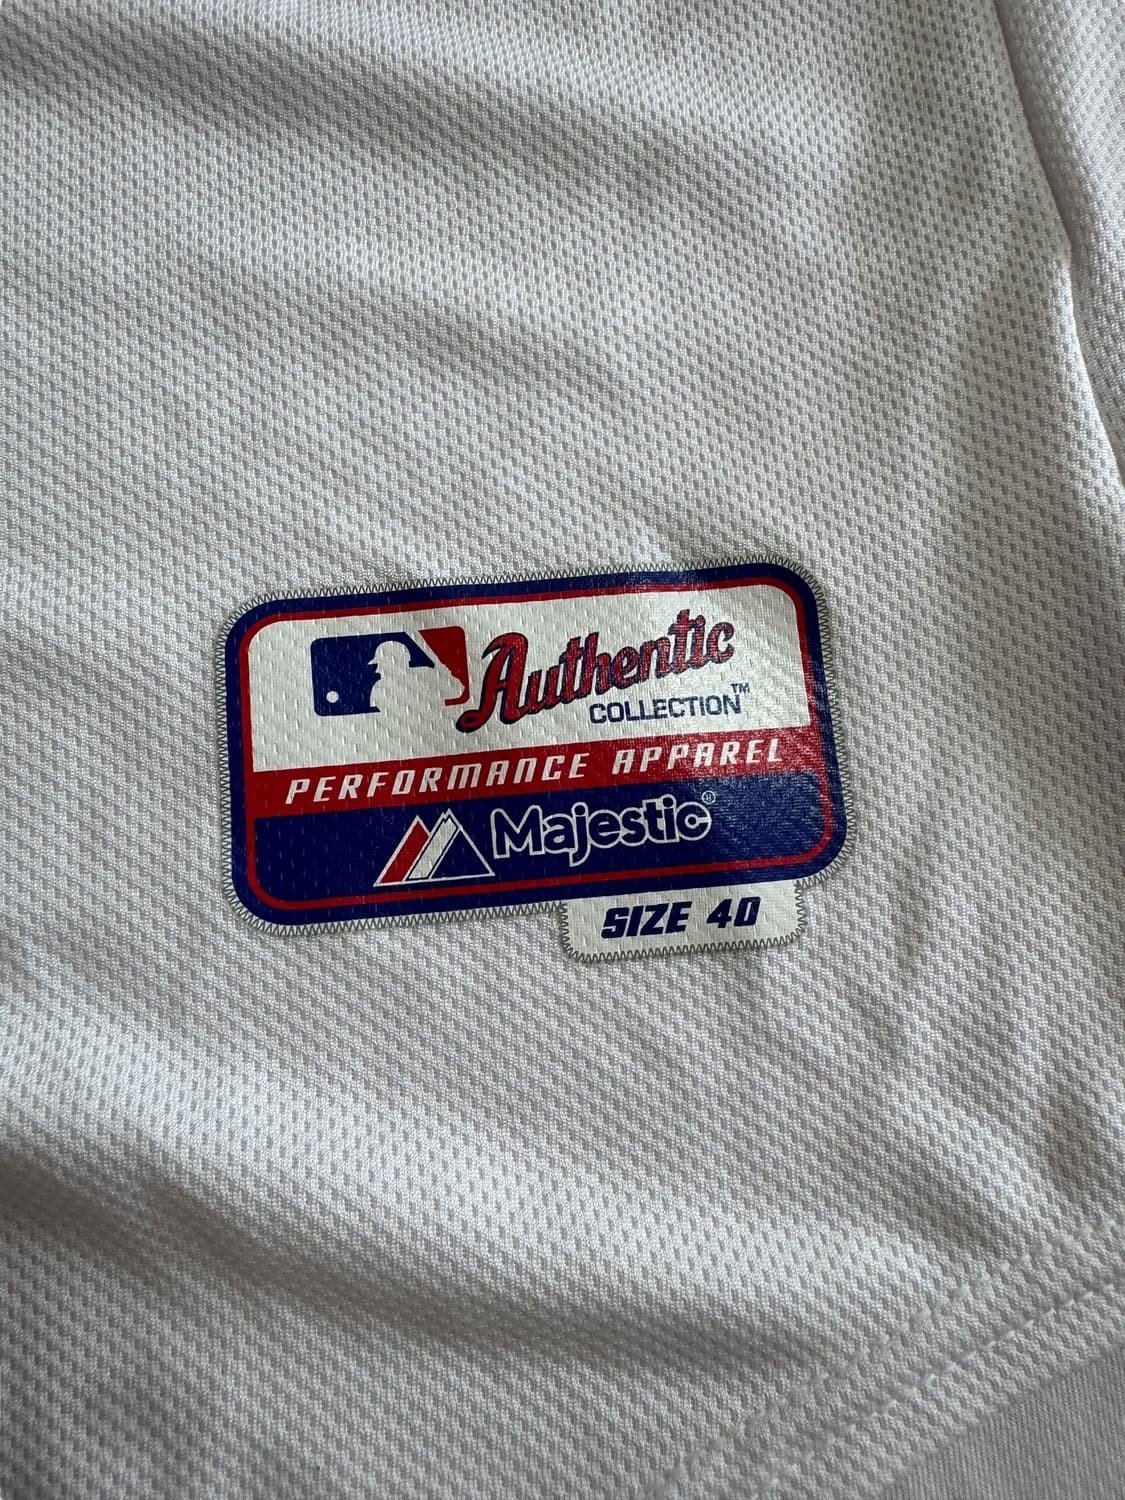 Authentic
COLLECTION™
PERFORMANCE APPAREL
Majestic®
SIZE 40